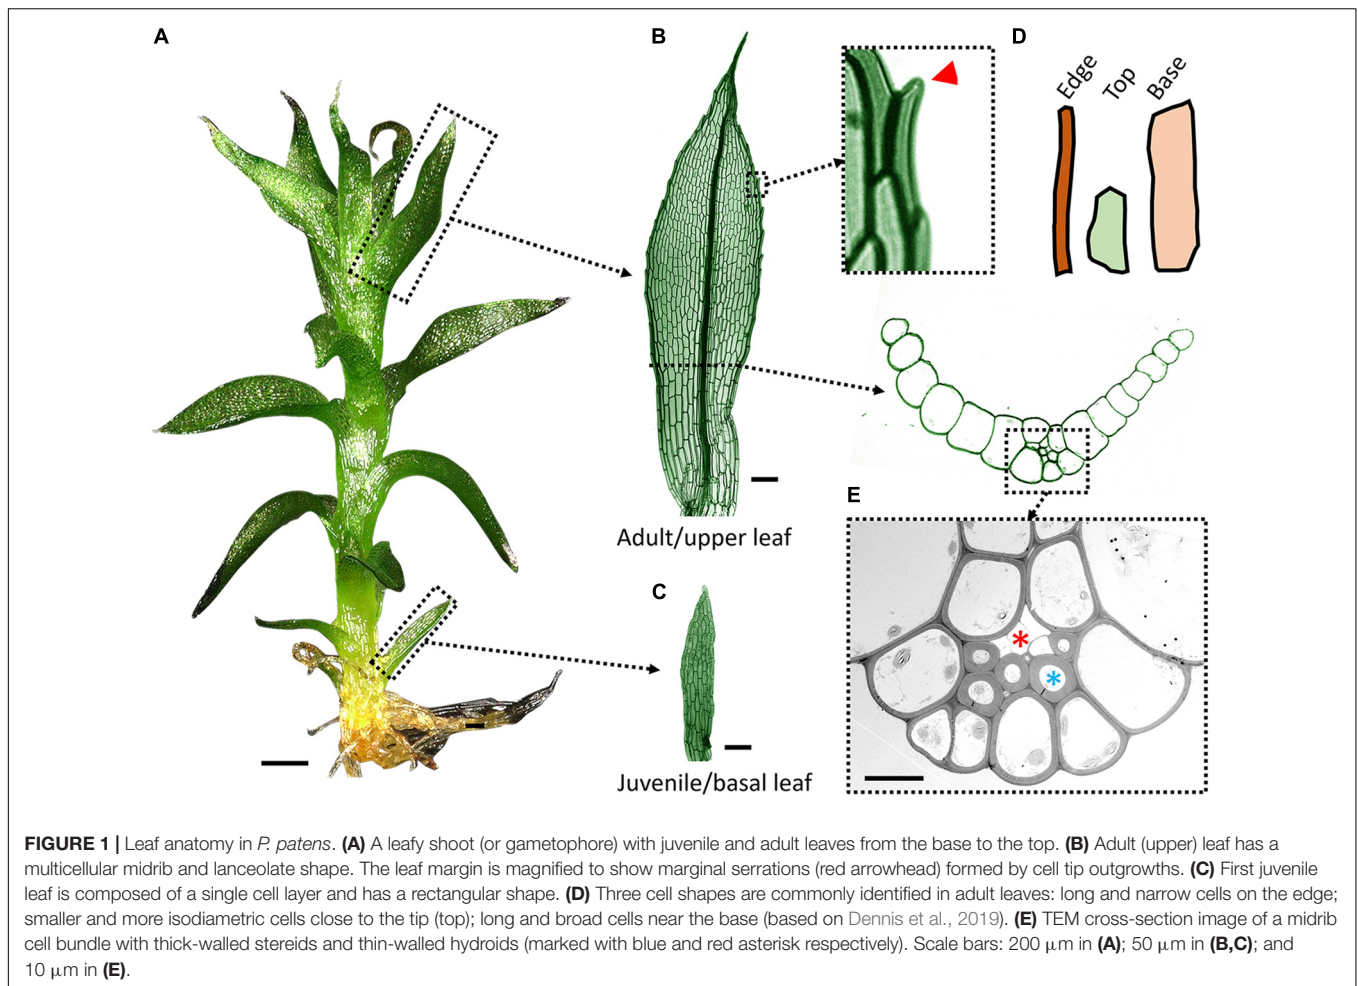 A
B
D
Edge
Top
Base
E
Adult/upper leaf
C
Juvenile/basal leaf
*
*
FIGURE 1 | Leaf anatomy in P. patens. (A) A leafy shoot (or gametophore) with juvenile and adult leaves from the base to the top. (B) Adult (upper) leaf has a
multicellular midrib and lanceolate shape. The leaf margin is magnified to show marginal serrations (red arrowhead) formed by cell tip outgrowths. (C) First juvenile
leaf is composed of a single cell layer and has a rectangular shape. (D) Three cell shapes are commonly identified in adult leaves: long and narrow cells on the edge;
smaller and more isodiametric cells close to the tip (top); long and broad cells near the base (based on Dennis et al., 2019). (E) TEM cross-section image of a midrib
cell bundle with thick-walled stereids and thin-walled hydroids (marked with blue and red asterisk respectively). Scale bars: 200 μm in (A); 50 μm in (B,C); and
10 μm in (E).